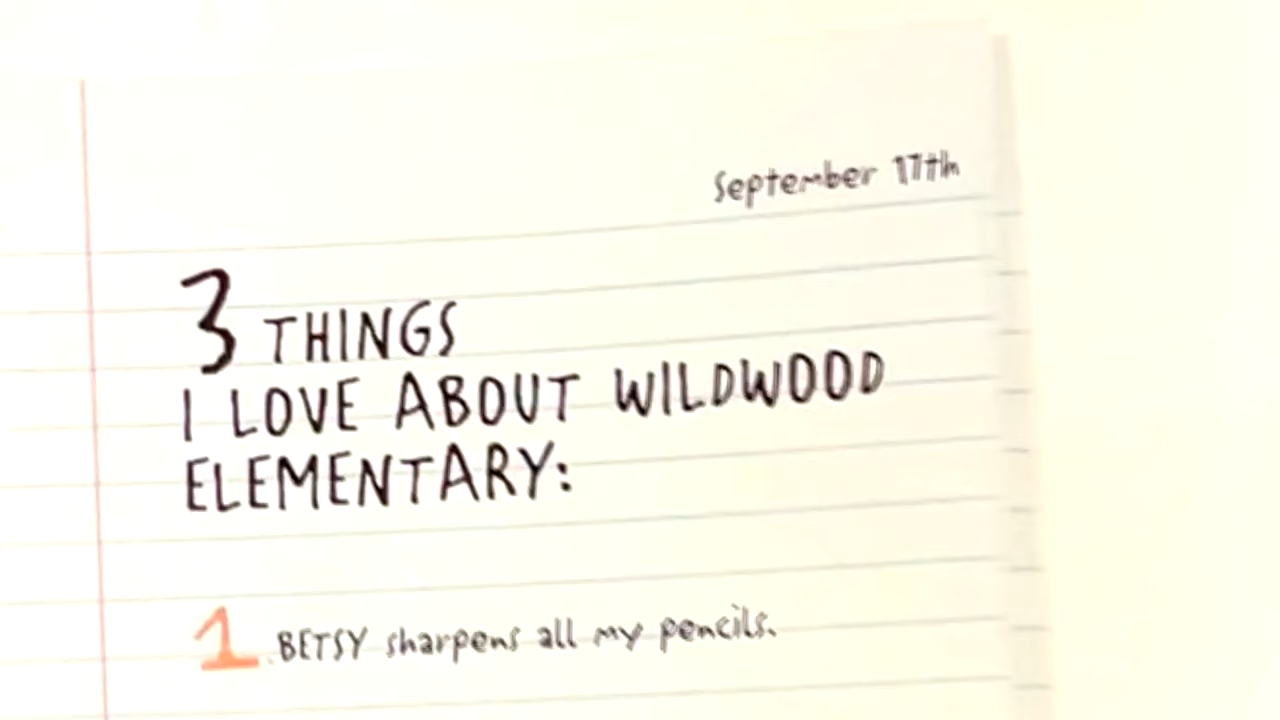 September 17th
3 THINGS
I LOVE ABOUT WILDWOOD
ELEMENTARY:
1. BETSY sharpens all my pencils.